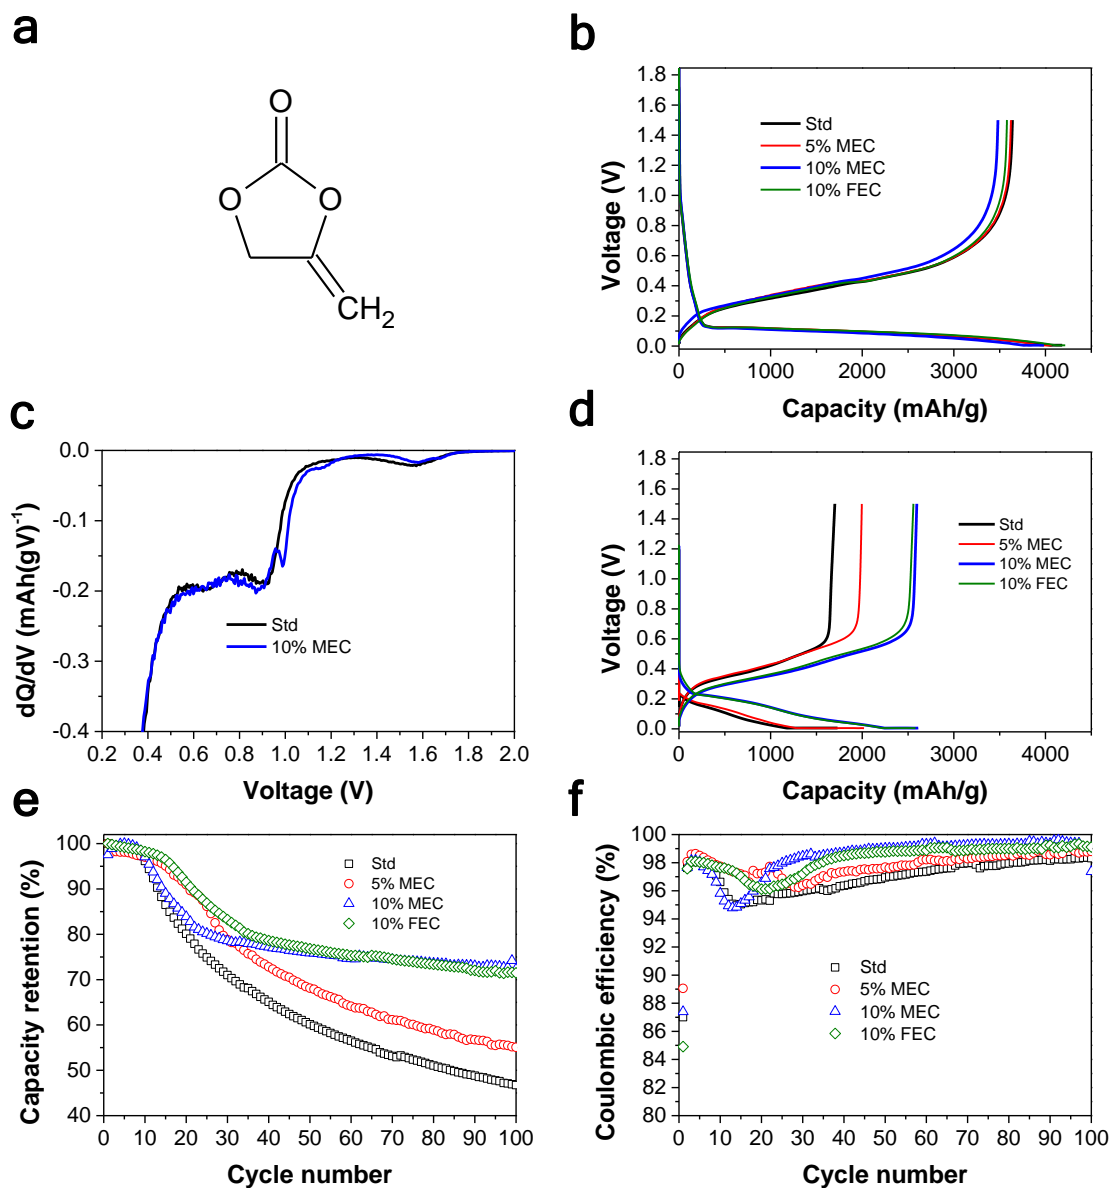 a
O
O
O
CH2
b
1.8
1.6
1.4
1.2
1.0
0.8
0.6
0.4
0.2
0.0
Voltage (V)
Std
5% MEC
10% MEC
10% FEC
0 1000 2000 3000 4000
Capacity (mAh/g)
c
0.0
-0.1
-0.2
-0.3
-0.4
dQ/dV (mAh(gV)-1)
Std
10% MEC
0.2 0.4 0.6 0.8 1.0 1.2 1.4 1.6 1.8 2.0
Voltage (V)
d
1.8
1.6
1.4
1.2
1.0
0.8
0.6
0.4
0.2
0.0
Voltage (V)
Std
5% MEC
10% MEC
10% FEC
0 1000 2000 3000 4000
Capacity (mAh/g)
e
100
90
80
70
60
50
40
Capacity retention (%)
Std
5% MEC
10% MEC
10% FEC
0 10 20 30 40 50 60 70 80 90 100
Cycle number
f
100
98
96
94
92
90
88
86
84
82
80
Coulombic efficiency (%)
Std
5% MEC
10% MEC
10% FEC
0 10 20 30 40 50 60 70 80 90 100
Cycle number